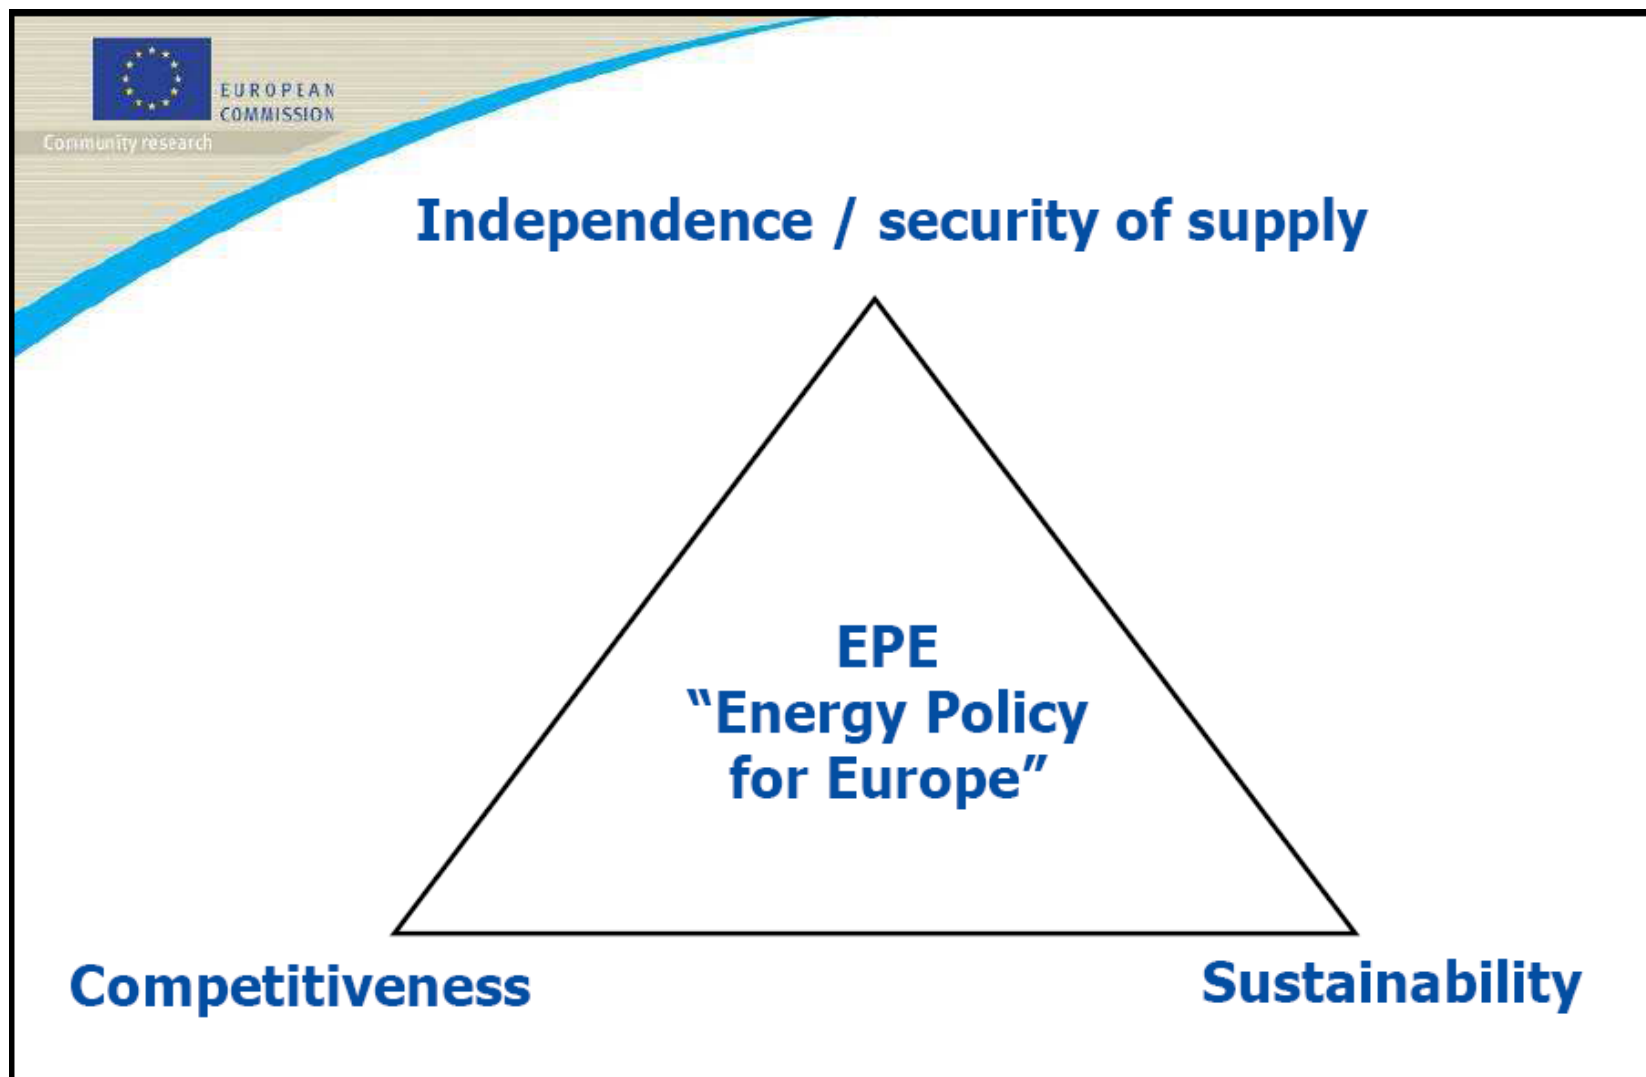 EUROPEAN
COMMISSION
Community research
Independence / security of supply
EPE
“Energy Policy
for Europe”
Competitiveness
Sustainability